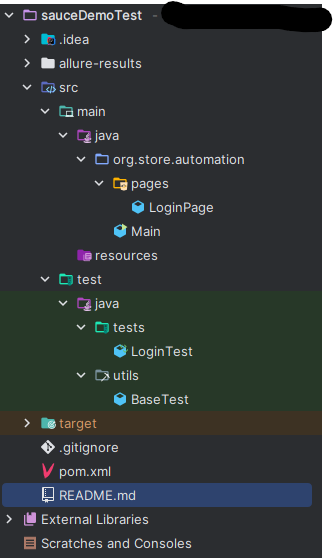 sauceDemoTest -
.idea
allure-results
src
main
java
org.store.automation
pages
LoginPage
Main
resources
test
java
tests
LoginTest
utils
BaseTest
target
.gitignore
pom.xml
README.md
External Libraries
Scratches and Consoles